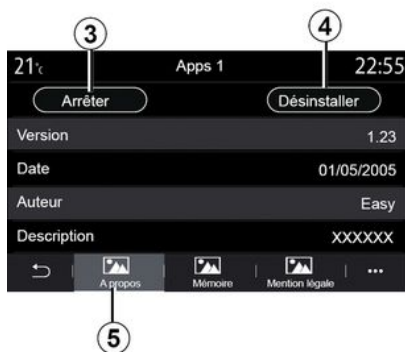 3
4
21°c Apps 1 22:55
Arrêter Désinstaller
Version 1.23
Date 01/05/2005
Auteur Easy
Description XXXXXX
A propos Mémoire Mention légale ...
5